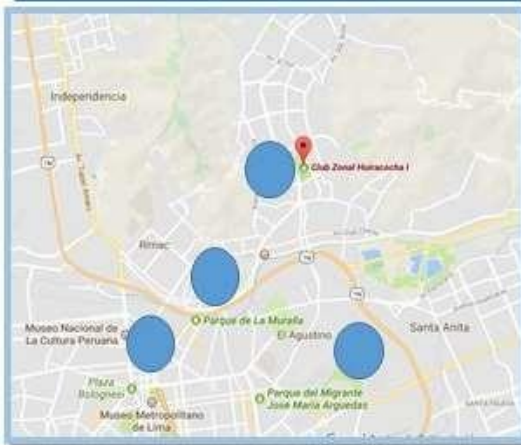 Independencia
Club Zonal Huiracocha I
Rímac
Parque de La Muralla
Museo Nacional de
La Cultura Peruana
El Agustino
Santa Anita
Plaza
Bolognesi
Parque del Migrante
José María Arguedas
Museo Metropolitano
de Lima